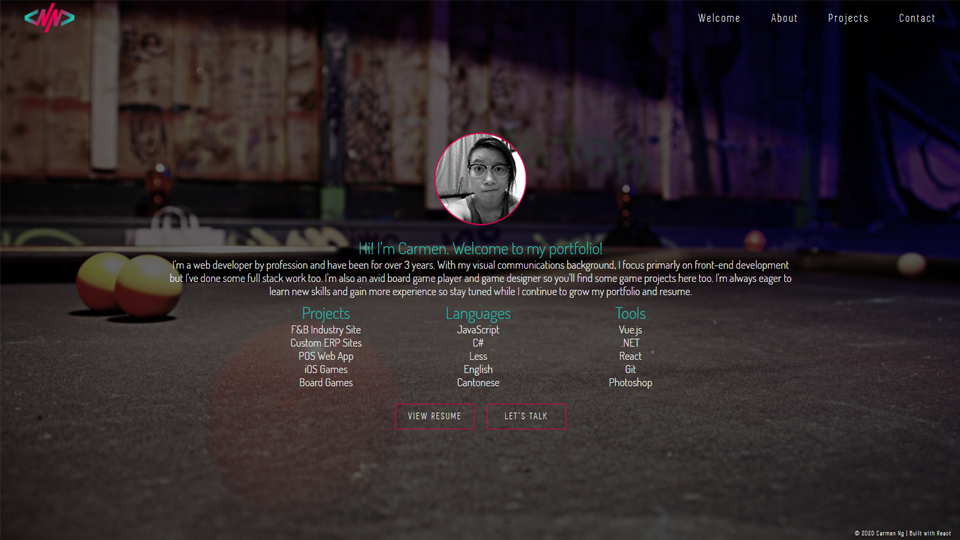 Welcome About Projects Contact
Hi! I'm Carmen. Welcome to my portfolio!
I'm a web developer by profession and have been for over 3 years. With my visual communications background, I focus primarly on front-end development
but I've done some full stack work too. I'm also an avid board game player and game designer so you'll find some game projects here too. I'm always eager to
learn new skills and gain more experience so stay tuned while I continue to grow my portfolio and resume.
Projects
F&B Industry Site
Custom ERP Sites
POS Web App
iOS Games
Board Games
Languages
JavaScript
C#
Less
English
Cantonese
Tools
Vue.js
.NET
React
Git
Photoshop
VIEW RESUME
LET'S TALK
© 2020 Carmen Ng | Built with React